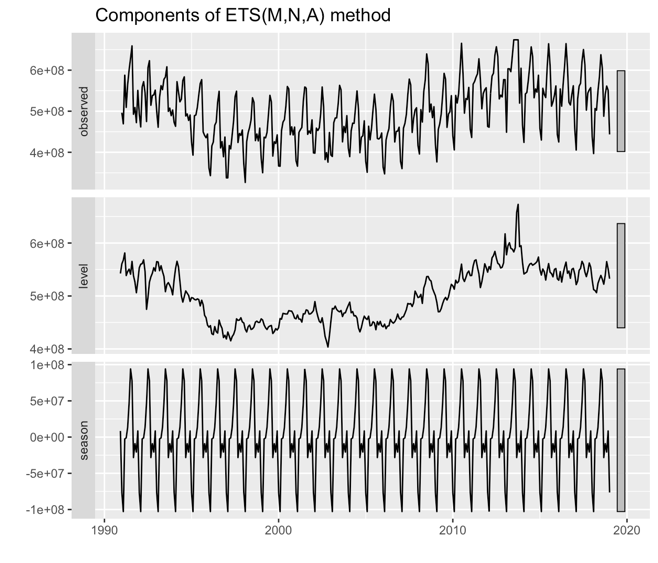 Components of ETS(M,N,A) method
observed
6e+08
5e+08
4e+08
level
6e+08
5e+08
4e+08
season
1e+08
5e+07
0e+00
-5e+07
-1e+08
1990 2000 2010 2020